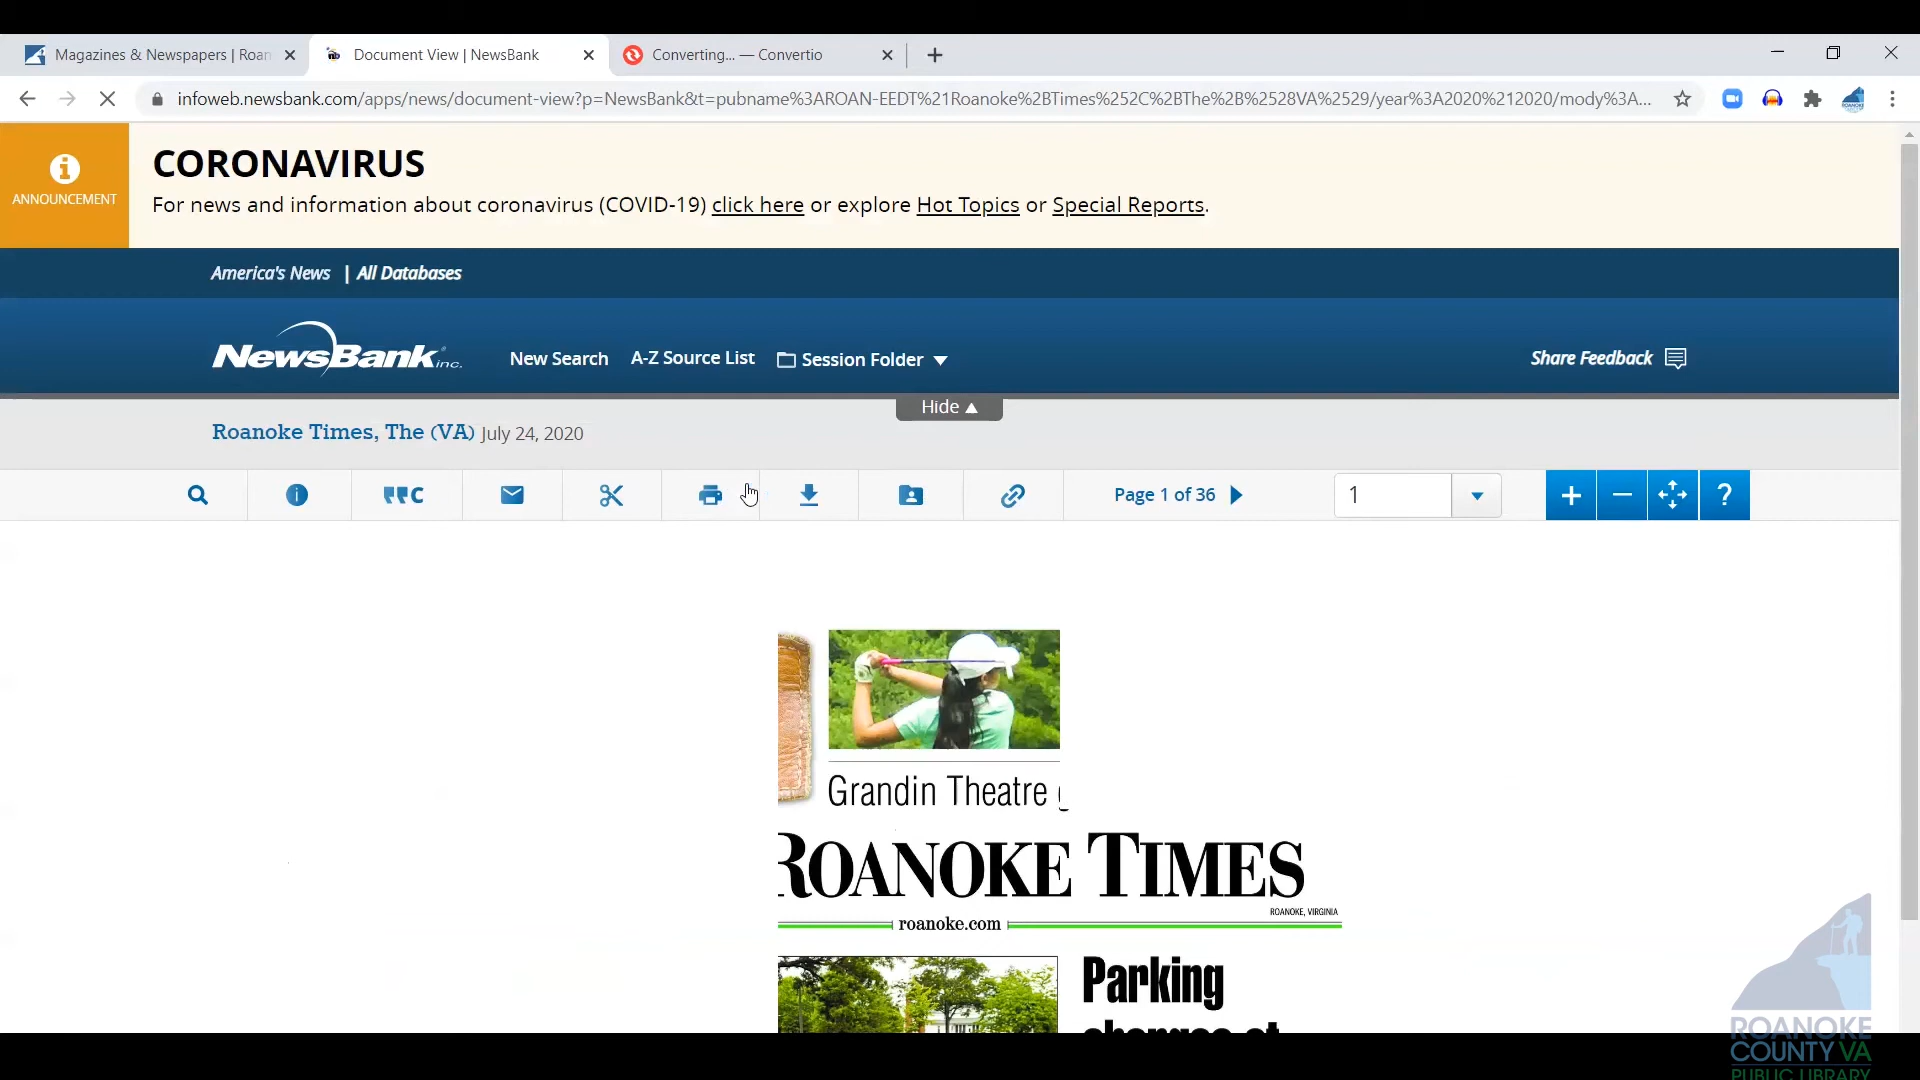 Magazines & Newspapers | Roan
Document View | NewsBank
Converting... — Convertio
infoweb.newsbank.com/apps/news/document-view?p=NewsBank&t=pubname%3AROAN-EEDT%21Roanoke%2BTimes%252C%2BThe%2B%2528VA%2529/year%3A2020%212020/mody%3A...
ANNOUNCEMENT
CORONAVIRUS
For news and information about coronavirus (COVID-19) click here or explore Hot Topics or Special Reports.
America's News | All Databases
NewsBank inc.
New Search
A-Z Source List
Session Folder
Share Feedback
Hide
Roanoke Times, The (VA) July 24, 2020
C
Page 1 of 36
1
?
Grandin Theatre
ROANOKE TIMES
ROANOKE, VIRGINIA
roanoke.com
Parking
ROANOKE
COUNTY VA
PUBLIC LIBRARY